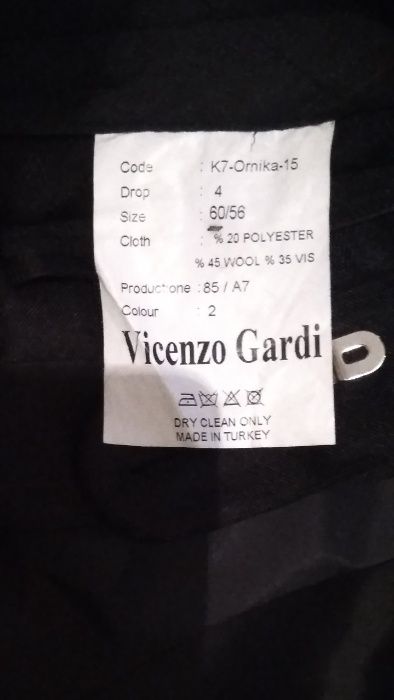 Code : K7-Ornika-15
Drop : 4
Size : 60/56
Cloth : % 20 POLYESTER
% 45 WOOL % 35 VIS
Productione : 85 / A7
Colour : 2
Vicenzo Gardi
DRY CLEAN ONLY
MADE IN TURKEY